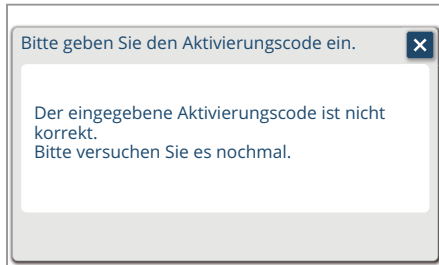 Bitte geben Sie den Aktivierungscode ein.
Der eingegebene Aktivierungscode ist nicht
korrekt.
Bitte versuchen Sie es nochmal.